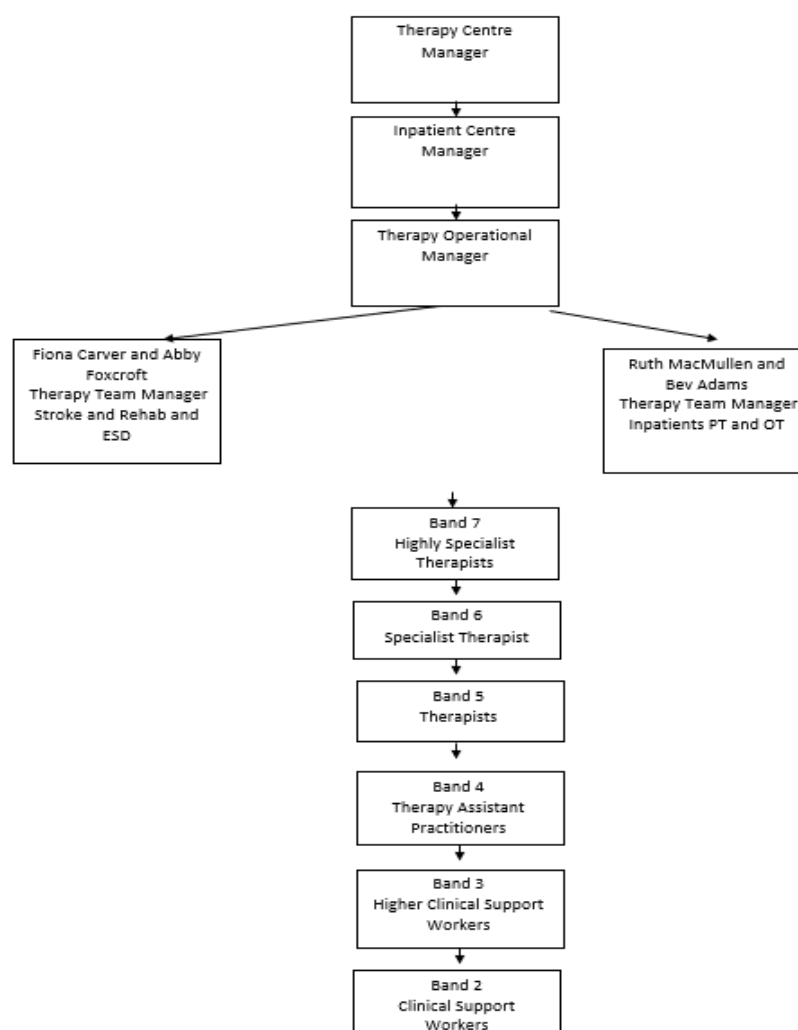 Therapy Centre
Manager
Inpatient Centre
Manager
Therapy Operational
Manager
Fiona Carver and Abby
Foxcroft
Therapy Team Manager
Stroke and Rehab and
ESD
Ruth MacMullen and
Bev Adams
Therapy Team Manager
Inpatients PT and OT
Band 7
Highly Specialist
Therapists
Band 6
Specialist Therapist
Band 5
Therapists
Band 4
Therapy Assistant
Practitioners
Band 3
Higher Clinical Support
Workers
Band 2
Clinical Support
Workers